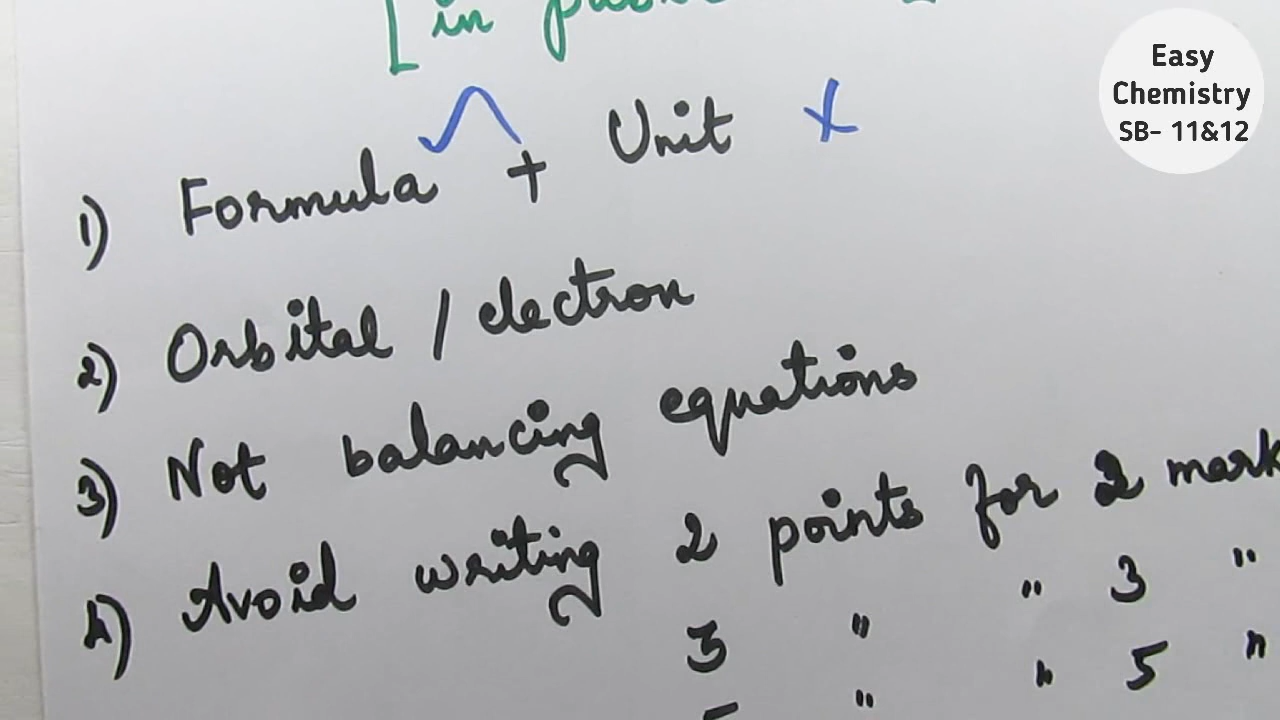 [ in
Easy
Chemistry
SB- 11&12
1) Formula ✓ + Unit x
2) Orbital / electron
3) Not balancing equations
4) Avoid writing 2 points for 2 mark
3 " " 3 "
5 " " 5 "